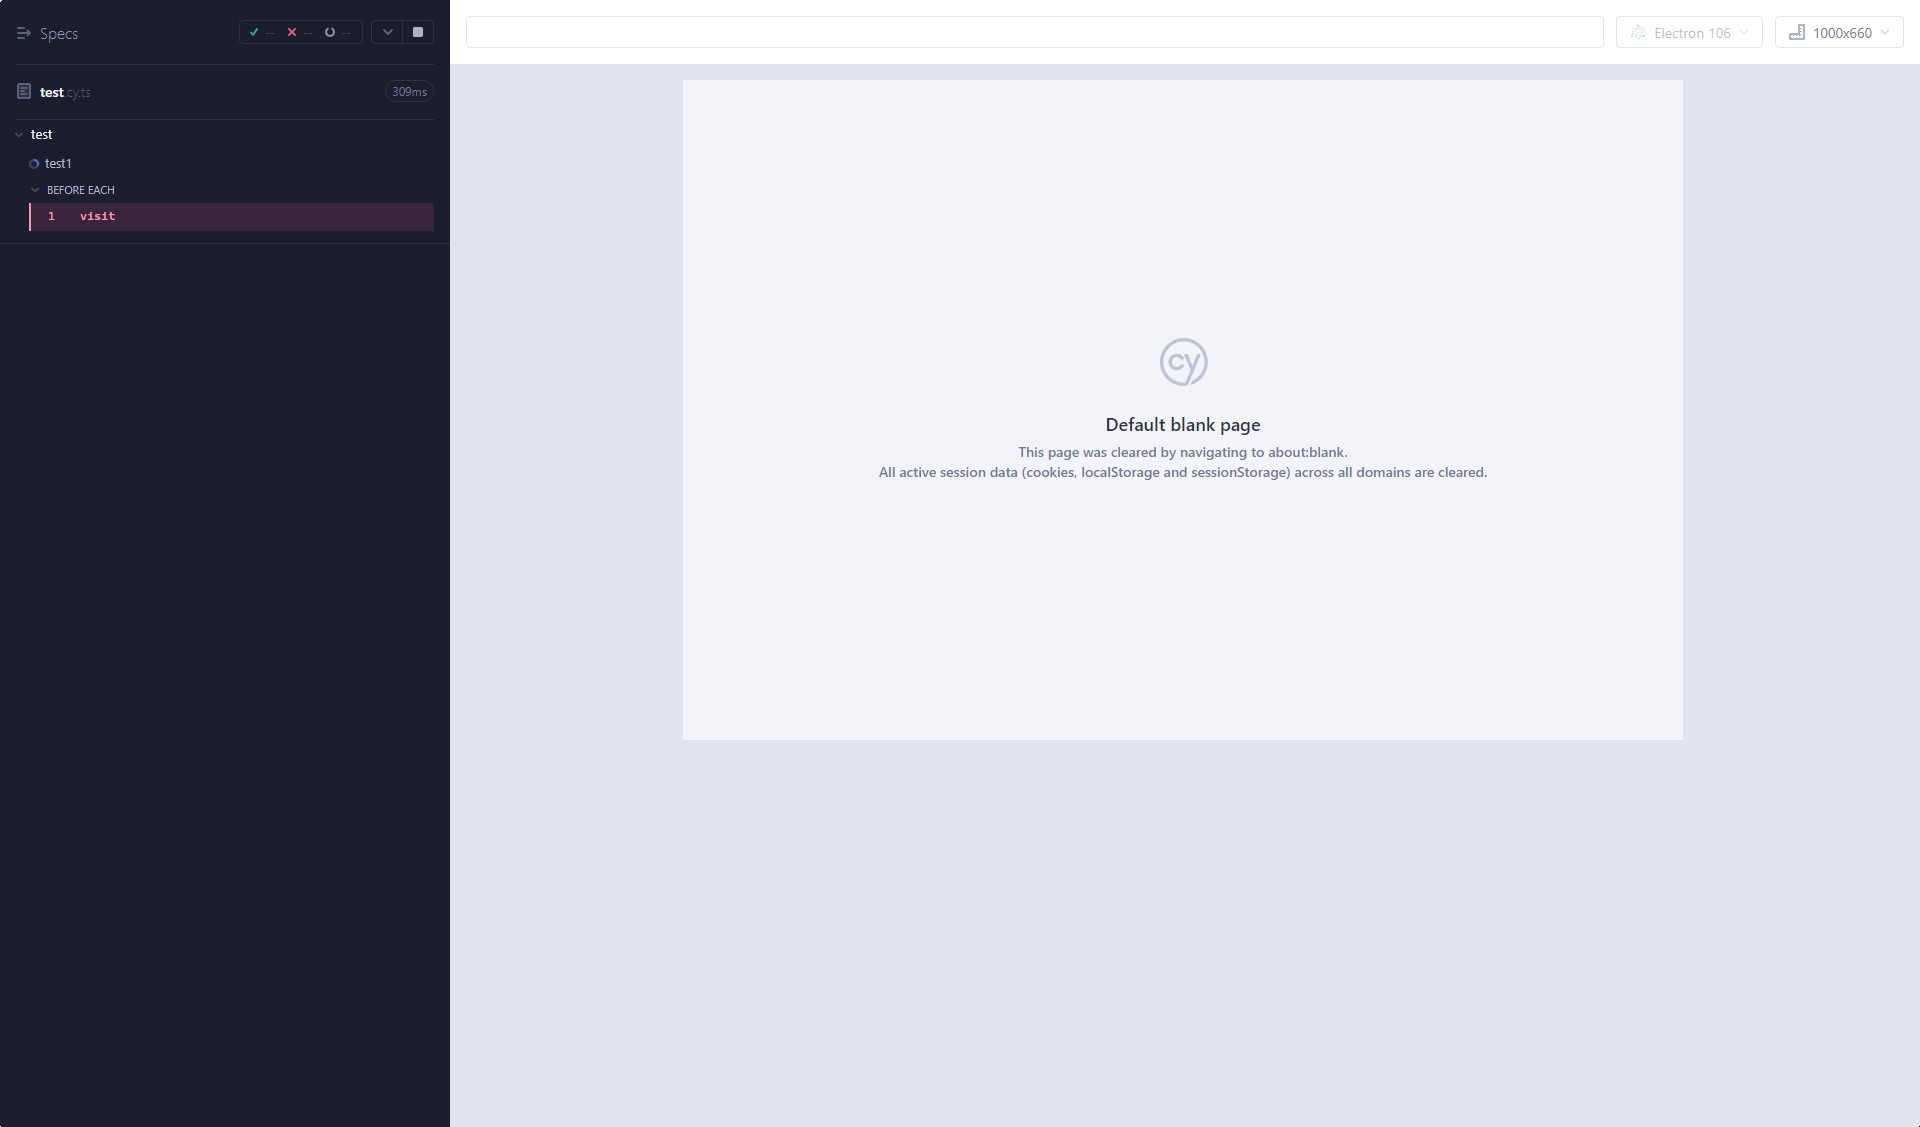 Specs
-- -- --
test.cy.ts
309ms
test
test1
BEFORE EACH
1 visit
Electron 106
1000x660
cy
Default blank page
This page was cleared by navigating to about:blank.
All active session data (cookies, localStorage and sessionStorage) across all domains are cleared.